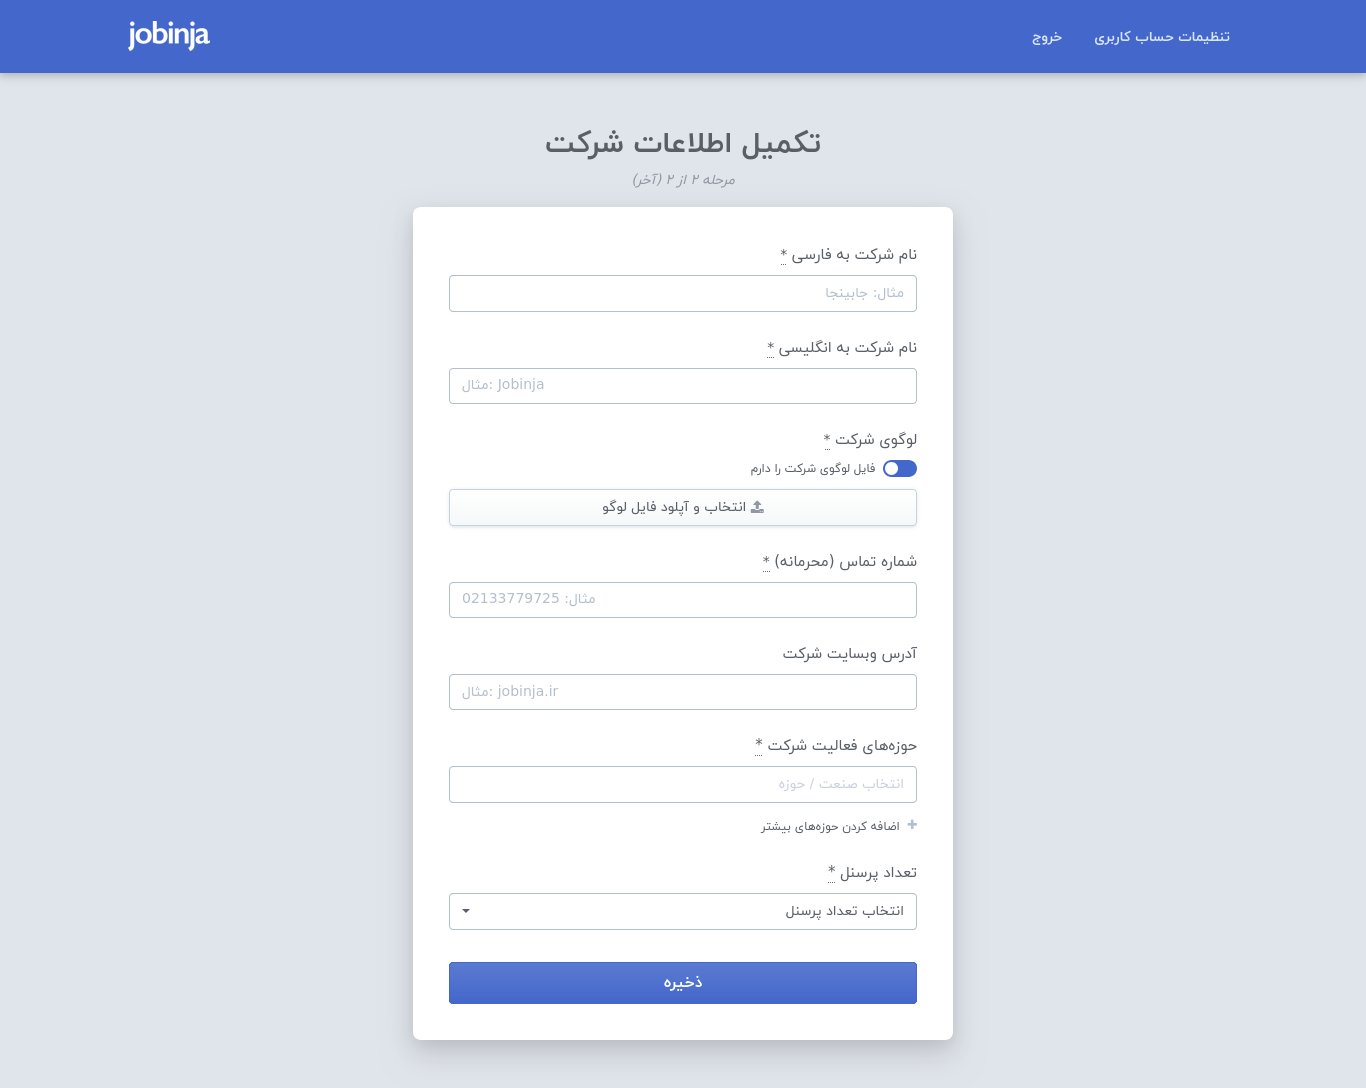 تنظیمات حساب کاربری
خروج
jobinja
تکمیل اطلاعات شرکت
مرحله ۲ از ۲ (آخر)
نام شرکت به فارسی *
مثال: جابینجا
نام شرکت به انگلیسی *
مثال: Jobinja
لوگوی شرکت *
فایل لوگوی شرکت را دارم
انتخاب و آپلود فایل لوگو
شماره تماس (محرمانه) *
مثال: 02133779725
آدرس وبسایت شرکت
مثال: jobinja.ir
حوزه‌های فعالیت شرکت *
انتخاب صنعت / حوزه
اضافه کردن حوزه‌های بیشتر
تعداد پرسنل *
انتخاب تعداد پرسنل
ذخیره